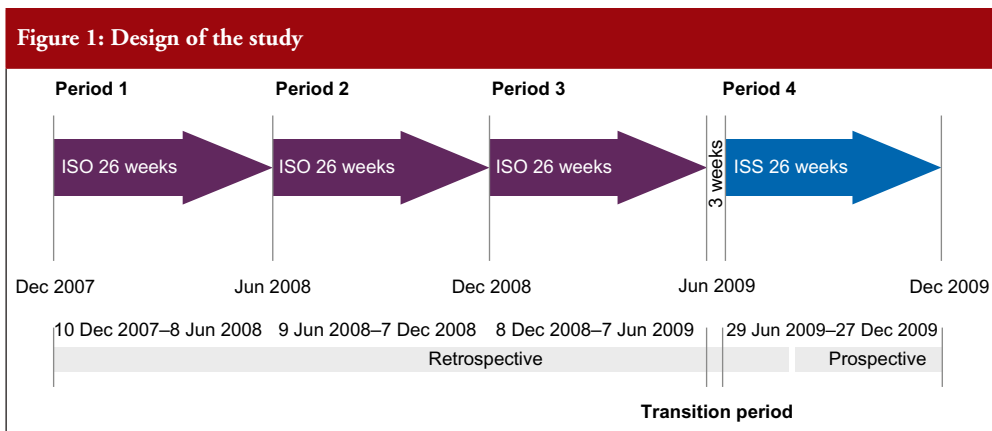 Figure 1: Design of the study
Period 1
Period 2
Period 3
Period 4
ISO 26 weeks
ISO 26 weeks
ISO 26 weeks
3 weeks
ISS 26 weeks
Dec 2007
Jun 2008
Dec 2008
Jun 2009
Dec 2009
10 Dec 2007–8 Jun 2008
9 Jun 2008–7 Dec 2008
8 Dec 2008–7 Jun 2009
29 Jun 2009–27 Dec 2009
Retrospective
Prospective
Transition period